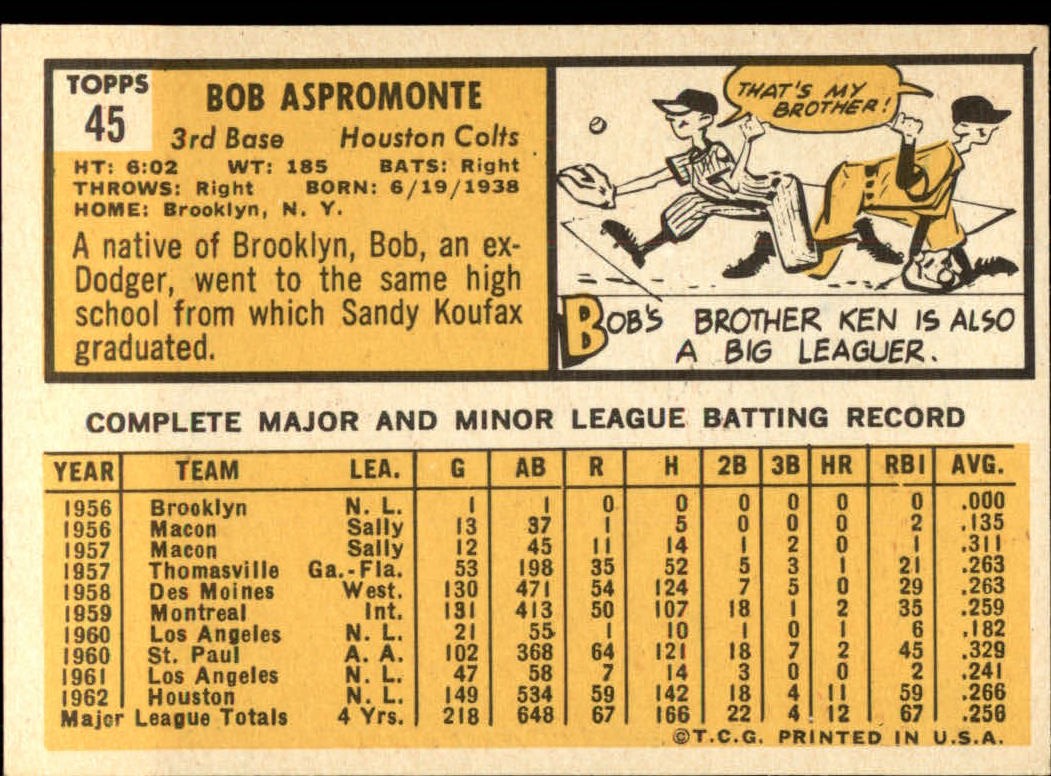 TOPPS
45
BOB ASPROMONTE
3rd Base Houston Colts
HT: 6:02 WT: 185 BATS: Right
THROWS: Right BORN: 6/19/1938
HOME: Brooklyn, N. Y.
A native of Brooklyn, Bob, an ex-
Dodger, went to the same high
school from which Sandy Koufax
graduated.
THAT'S MY
BROTHER!
BOB'S BROTHER KEN IS ALSO
A BIG LEAGUER.
COMPLETE MAJOR AND MINOR LEAGUE BATTING RECORD
YEAR TEAM LEA. G AB R H 2B 3B HR RBI AVG.
1956 Brooklyn N. L. 1 1 0 0 0 0 0 0 .000
1956 Macon Sally 13 37 1 5 0 0 0 2 .135
1957 Macon Sally 12 45 11 14 1 2 0 1 .311
1957 Thomasville Ga.-Fla. 53 198 35 52 5 3 1 21 .263
1958 Des Moines West. 130 471 54 124 7 5 0 29 .263
1959 Montreal Int. 131 413 50 107 18 1 2 35 .259
1960 Los Angeles N. L. 21 55 1 10 1 0 1 6 .182
1960 St. Paul A. A. 102 368 64 121 18 7 2 45 .329
1961 Los Angeles N. L. 47 58 7 14 3 0 0 2 .241
1962 Houston N. L. 149 534 59 142 18 4 11 59 .266
Major League Totals 4 Yrs. 218 648 67 166 22 4 12 67 .256
©T.C.G. PRINTED IN U.S.A.